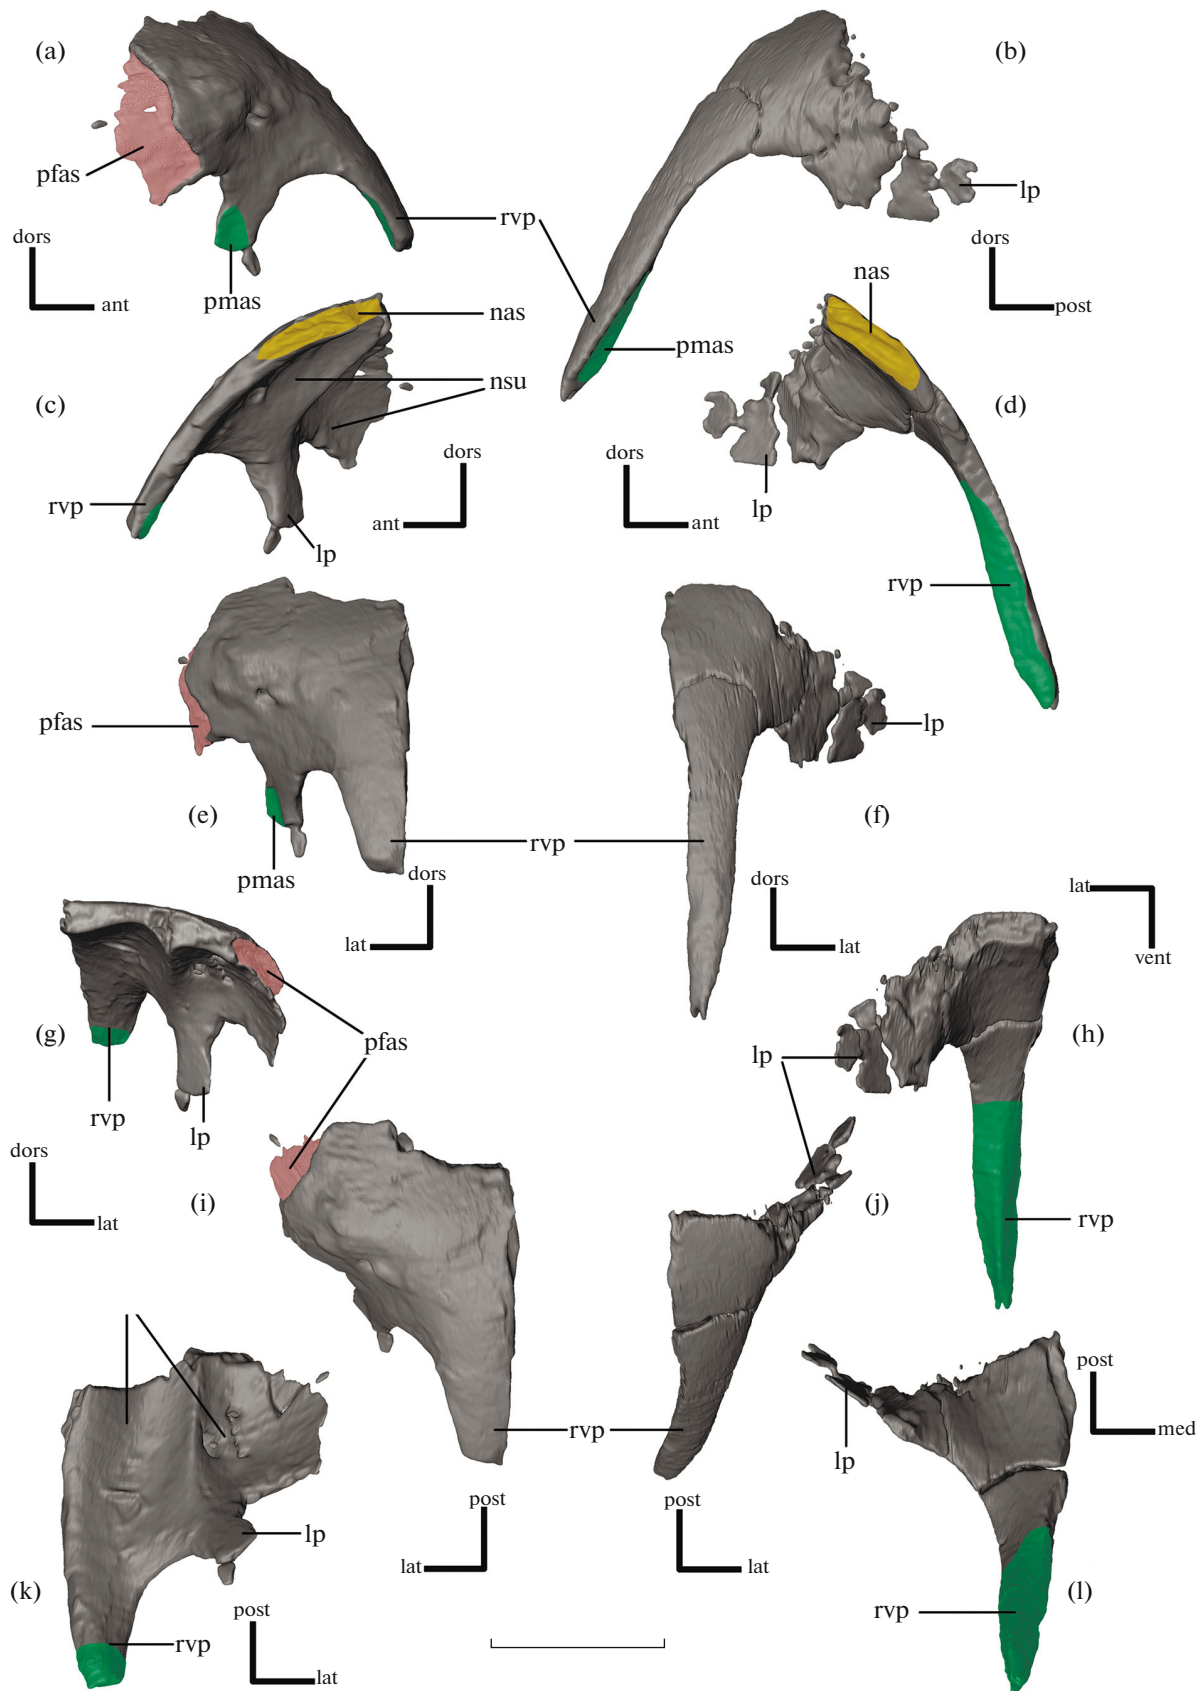 (a)
(b)
pfas
lp
rvp
dors
ant
pmas
dors
post
nas
nas
pmas
nsu
(c)
(d)
dors
ant
dors
ant
rvp
lp
lp
rvp
pfas
lp
(e)
(f)
pmas
rvp
dors
lat
dors
lat
lat
vent
(g)
pfas
(h)
rvp
lp
lp
dors
lat
(i)
(j)
rvp
post
med
rvp
lp
lp
post
lat
post
lat
(k)
rvp
post
lat
rvp
(l)